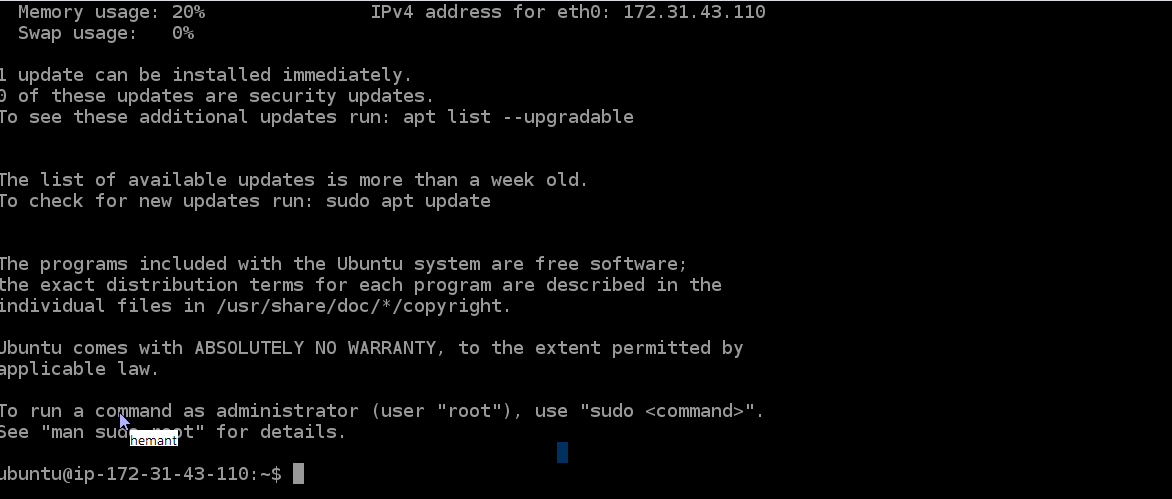 Memory usage: 20% IPv4 address for eth0: 172.31.43.110
Swap usage: 0%
1 update can be installed immediately.
0 of these updates are security updates.
To see these additional updates run: apt list --upgradable
The list of available updates is more than a week old.
To check for new updates run: sudo apt update
The programs included with the Ubuntu system are free software;
the exact distribution terms for each program are described in the
individual files in /usr/share/doc/*/copyright.
Ubuntu comes with ABSOLUTELY NO WARRANTY, to the extent permitted by
applicable law.
To run a command as administrator (user "root"), use "sudo <command>".
See "man sudo_root" for details.
hemant
ubuntu@ip-172-31-43-110:~$